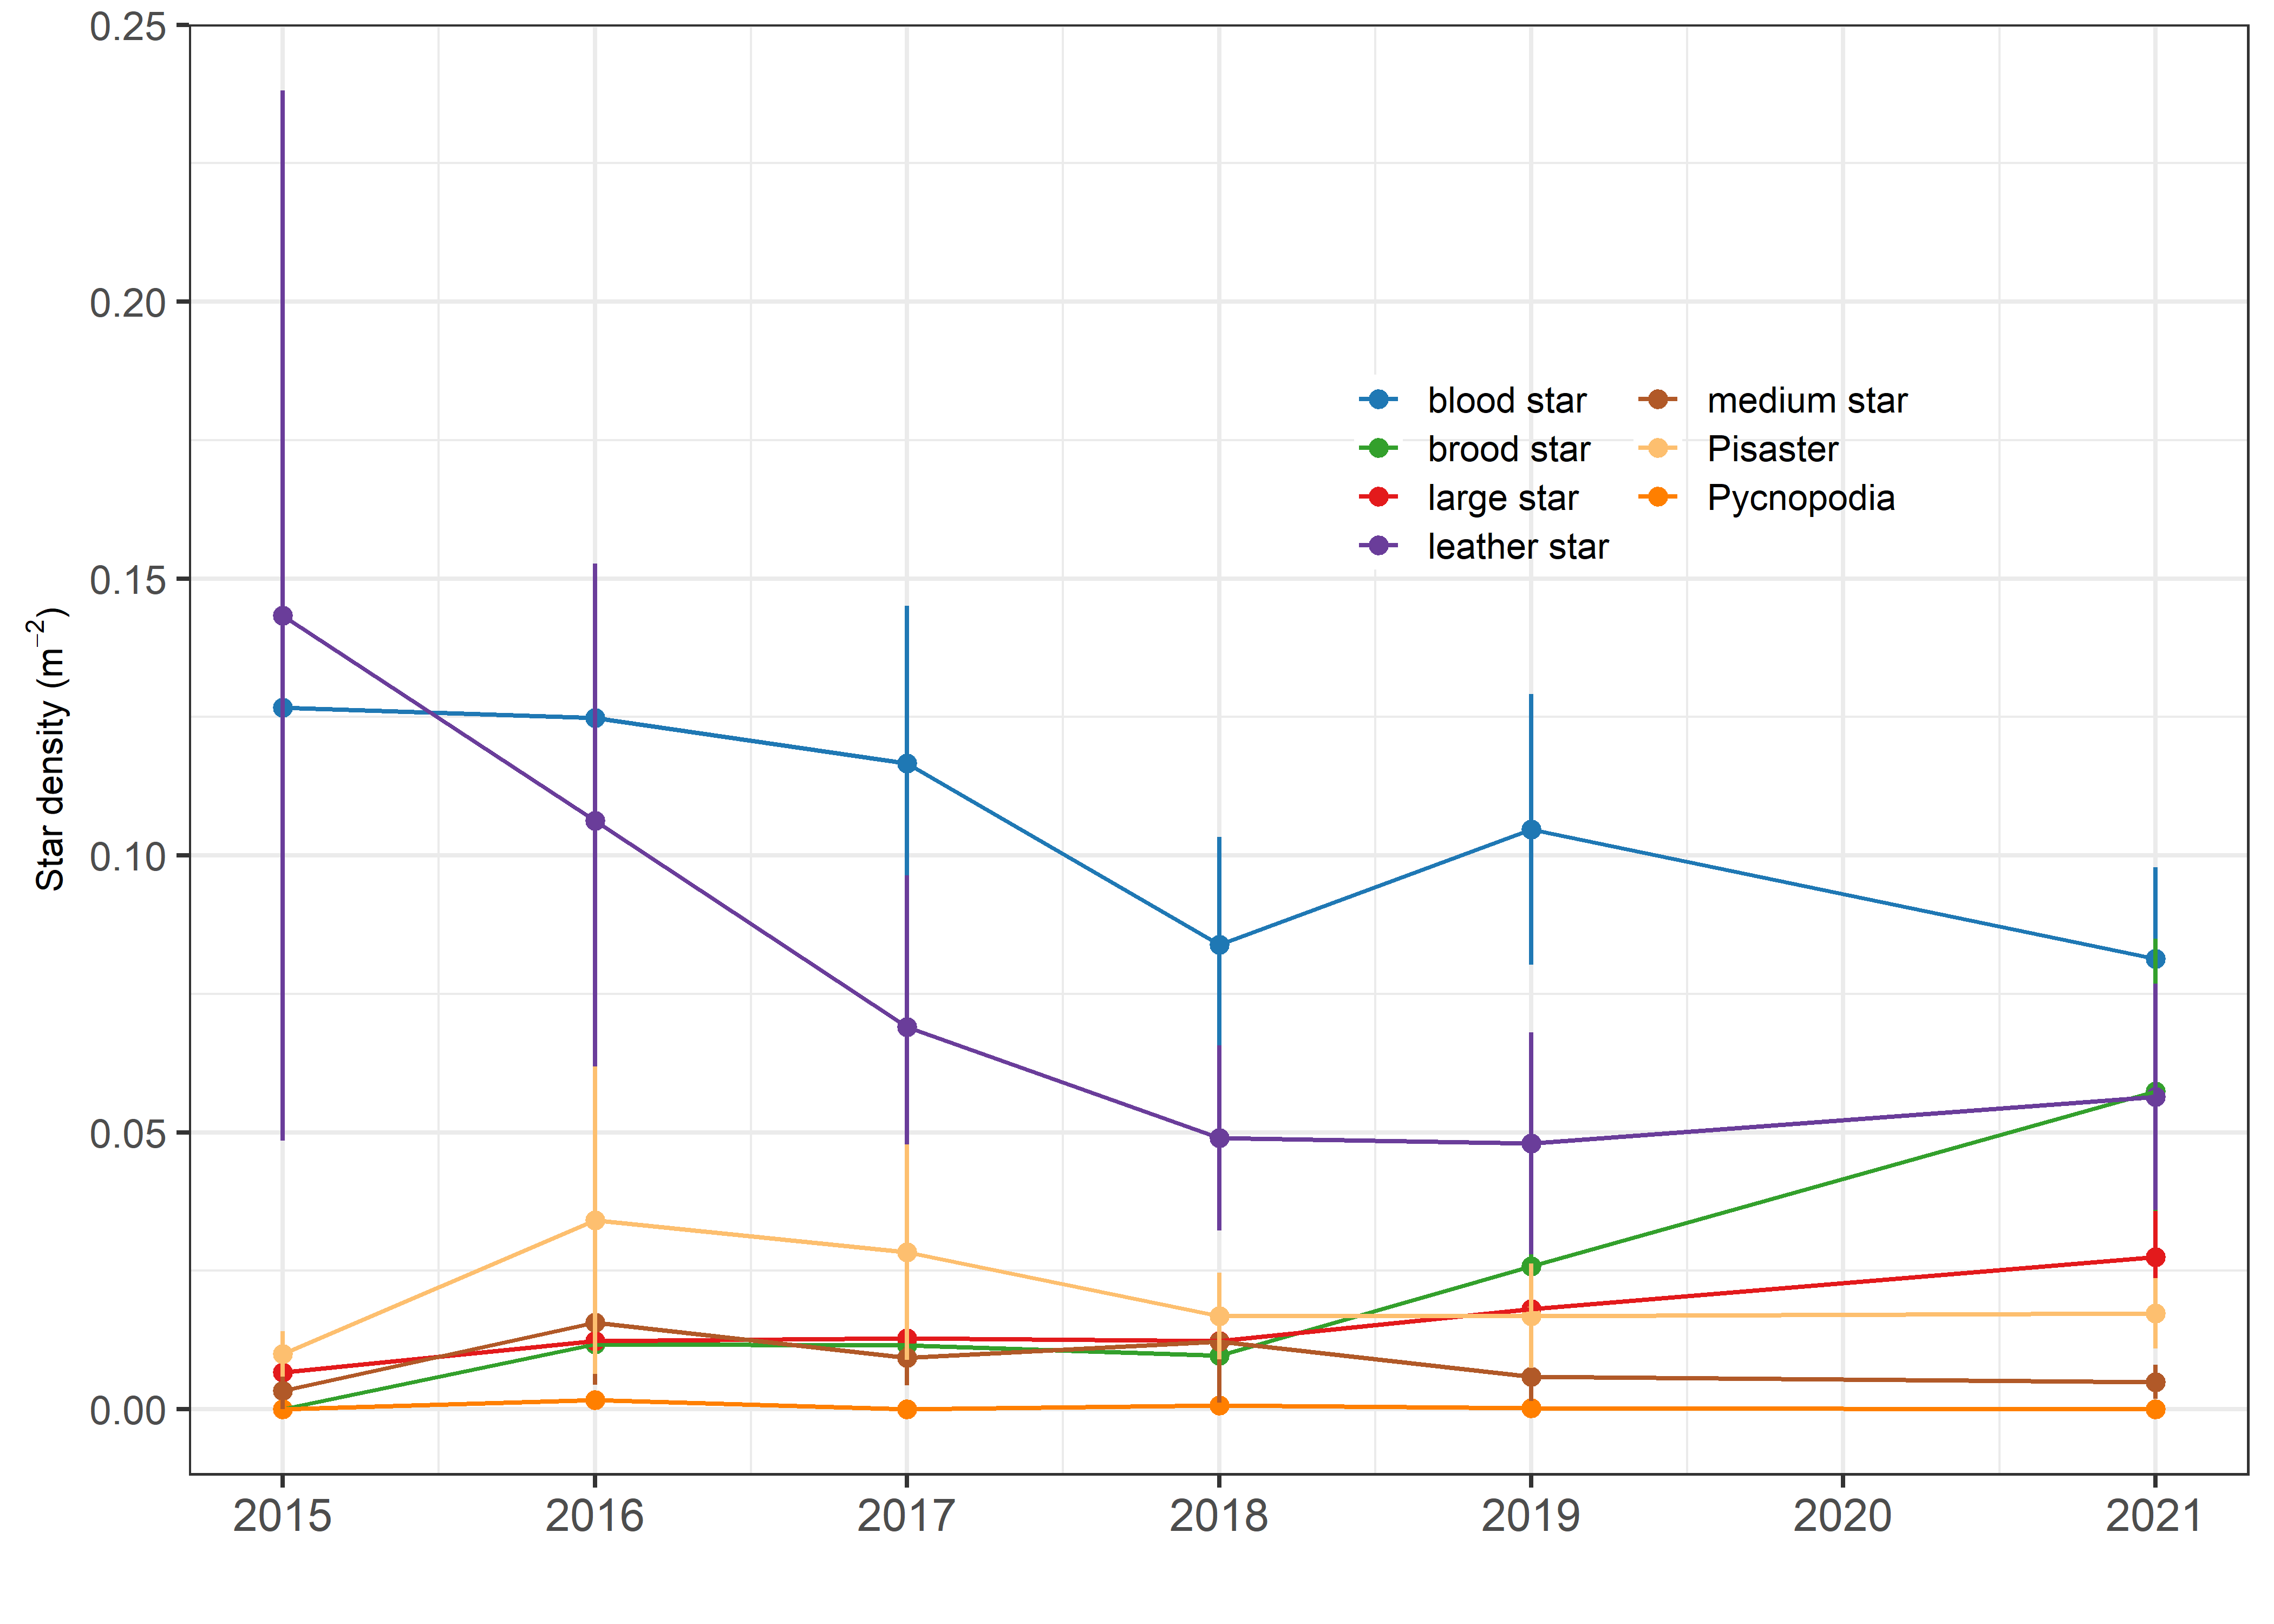 0.25
0.20
0.15
0.10
0.05
0.00
Star density (m⁻²)
blood star
brood star
large star
leather star
medium star
Pisaster
Pycnopodia
2015 2016 2017 2018 2019 2020 2021